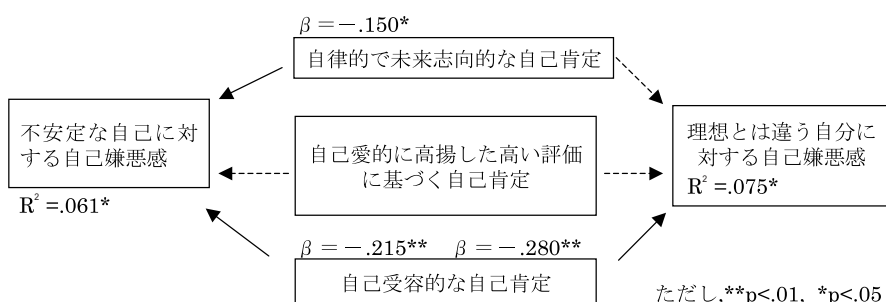 β＝－.150*
自律的で未来志向的な自己肯定
不安定な自己に対
する自己嫌悪感
R²=.061*
自己愛的に高揚した高い評価
に基づく自己肯定
理想とは違う自分に
対する自己嫌悪感
R²=.075*
β＝－.215** β＝－.280**
自己受容的な自己肯定
ただし,**p<.01, *p<.05